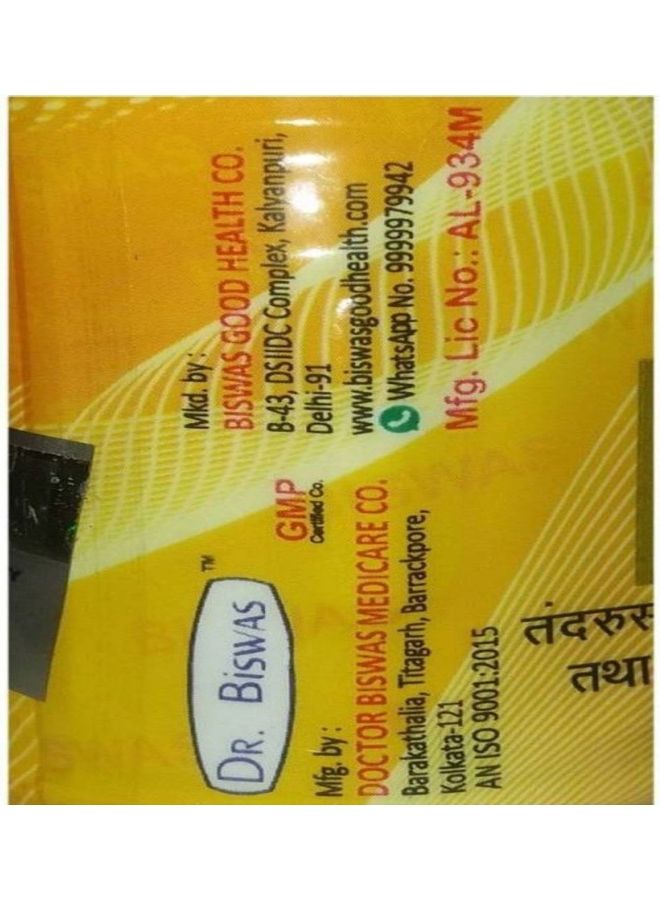 DR. BISWAS
TM
GMP
Certified Co.
Mfg. by :
DOCTOR BISWAS MEDICARE CO.
Barakathalia, Titagarh, Barrackpore,
Kolkata-121
AN ISO 9001:2015
Mkd. by :
BISWAS GOOD HEALTH CO.
B-43, DSIIDC Complex, Kalyanpuri,
Delhi-91
www.biswasgoodhealth.com
WhatsApp No. 9999979942
Mfg. Lic No.: AL-934M
तथा